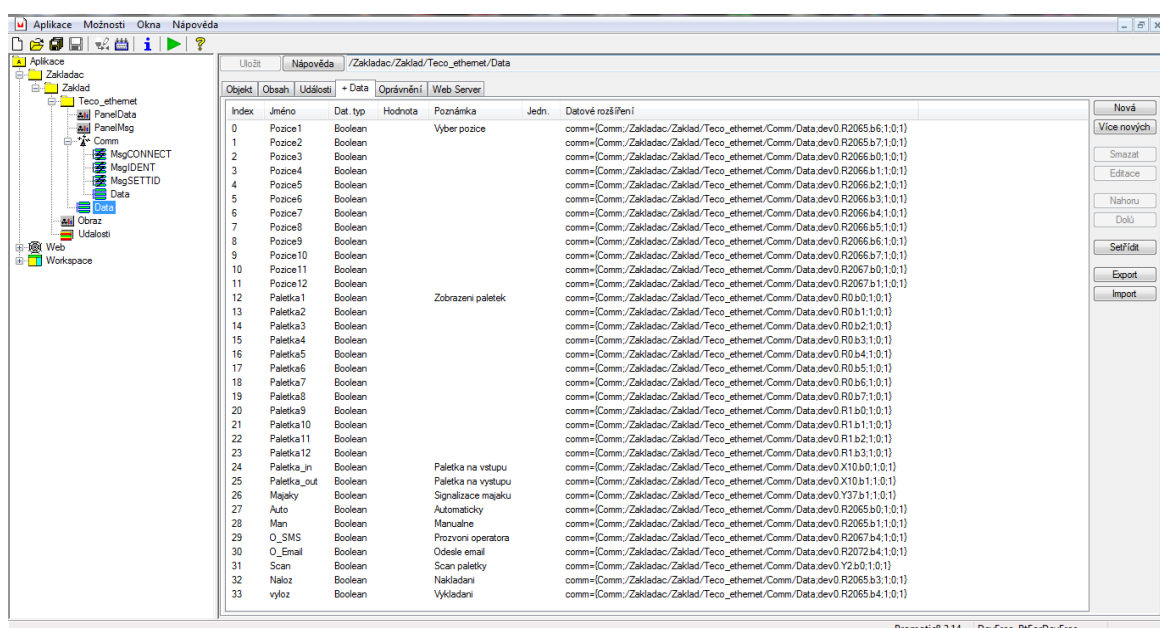 Aplikace Možnosti Okna Nápověda
Aplikace
Zakladac
Zaklad
Teco_ethernet
PanelData
PanelMsg
Comm
MsgCONNECT
MsgIDENT
MsgSETTID
Data
Data
Obraz
Udalosti
Web
Workspace
Uložit Nápověda /Zakladac/Zaklad/Teco_ethernet/Data
Objekt Obsah Události + Data Oprávnění Web Server
Index Jméno Dat. typ Hodnota Poznámka Jedn. Datové rozšíření
0 Pozice1 Boolean Vyber pozice comm={Comm;/Zakladac/Zaklad/Teco_ethernet/Comm/Data;dev0.R2065.b6;1;0;1}
1 Pozice2 Boolean comm={Comm;/Zakladac/Zaklad/Teco_ethernet/Comm/Data;dev0.R2065.b7;1;0;1}
2 Pozice3 Boolean comm={Comm;/Zakladac/Zaklad/Teco_ethernet/Comm/Data;dev0.R2066.b0;1;0;1}
3 Pozice4 Boolean comm={Comm;/Zakladac/Zaklad/Teco_ethernet/Comm/Data;dev0.R2066.b1;1;0;1}
4 Pozice5 Boolean comm={Comm;/Zakladac/Zaklad/Teco_ethernet/Comm/Data;dev0.R2066.b2;1;0;1}
5 Pozice6 Boolean comm={Comm;/Zakladac/Zaklad/Teco_ethernet/Comm/Data;dev0.R2066.b3;1;0;1}
6 Pozice7 Boolean comm={Comm;/Zakladac/Zaklad/Teco_ethernet/Comm/Data;dev0.R2066.b4;1;0;1}
7 Pozice8 Boolean comm={Comm;/Zakladac/Zaklad/Teco_ethernet/Comm/Data;dev0.R2066.b5;1;0;1}
8 Pozice9 Boolean comm={Comm;/Zakladac/Zaklad/Teco_ethernet/Comm/Data;dev0.R2066.b6;1;0;1}
9 Pozice10 Boolean comm={Comm;/Zakladac/Zaklad/Teco_ethernet/Comm/Data;dev0.R2066.b7;1;0;1}
10 Pozice11 Boolean comm={Comm;/Zakladac/Zaklad/Teco_ethernet/Comm/Data;dev0.R2067.b0;1;0;1}
11 Pozice12 Boolean comm={Comm;/Zakladac/Zaklad/Teco_ethernet/Comm/Data;dev0.R2067.b1;1;0;1}
12 Paletka1 Boolean Zobrazeni paletek comm={Comm;/Zakladac/Zaklad/Teco_ethernet/Comm/Data;dev0.R0.b0;1;0;1}
13 Paletka2 Boolean comm={Comm;/Zakladac/Zaklad/Teco_ethernet/Comm/Data;dev0.R0.b1;1;0;1}
14 Paletka3 Boolean comm={Comm;/Zakladac/Zaklad/Teco_ethernet/Comm/Data;dev0.R0.b2;1;0;1}
15 Paletka4 Boolean comm={Comm;/Zakladac/Zaklad/Teco_ethernet/Comm/Data;dev0.R0.b3;1;0;1}
16 Paletka5 Boolean comm={Comm;/Zakladac/Zaklad/Teco_ethernet/Comm/Data;dev0.R0.b4;1;0;1}
17 Paletka6 Boolean comm={Comm;/Zakladac/Zaklad/Teco_ethernet/Comm/Data;dev0.R0.b5;1;0;1}
18 Paletka7 Boolean comm={Comm;/Zakladac/Zaklad/Teco_ethernet/Comm/Data;dev0.R0.b6;1;0;1}
19 Paletka8 Boolean comm={Comm;/Zakladac/Zaklad/Teco_ethernet/Comm/Data;dev0.R0.b7;1;0;1}
20 Paletka9 Boolean comm={Comm;/Zakladac/Zaklad/Teco_ethernet/Comm/Data;dev0.R1.b0;1;0;1}
21 Paletka10 Boolean comm={Comm;/Zakladac/Zaklad/Teco_ethernet/Comm/Data;dev0.R1.b1;1;0;1}
22 Paletka11 Boolean comm={Comm;/Zakladac/Zaklad/Teco_ethernet/Comm/Data;dev0.R1.b2;1;0;1}
23 Paletka12 Boolean comm={Comm;/Zakladac/Zaklad/Teco_ethernet/Comm/Data;dev0.R1.b3;1;0;1}
24 Paletka_in Boolean Paletka na vstupu comm={Comm;/Zakladac/Zaklad/Teco_ethernet/Comm/Data;dev0.X10.b0;1;0;1}
25 Paletka_out Boolean Paletka na vystupu comm={Comm;/Zakladac/Zaklad/Teco_ethernet/Comm/Data;dev0.X10.b1;1;0;1}
26 Majaky Boolean Signalizace majaku comm={Comm;/Zakladac/Zaklad/Teco_ethernet/Comm/Data;dev0.Y37.b1;1;0;1}
27 Auto Boolean Automaticky comm={Comm;/Zakladac/Zaklad/Teco_ethernet/Comm/Data;dev0.R2065.b0;1;0;1}
28 Man Boolean Manualne comm={Comm;/Zakladac/Zaklad/Teco_ethernet/Comm/Data;dev0.R2065.b1;1;0;1}
29 O_SMS Boolean Prozvoni operatora comm={Comm;/Zakladac/Zaklad/Teco_ethernet/Comm/Data;dev0.R2067.b4;1;0;1}
30 O_Email Boolean Odesle email comm={Comm;/Zakladac/Zaklad/Teco_ethernet/Comm/Data;dev0.R2072.b4;1;0;1}
31 Scan Boolean Scan paletky comm={Comm;/Zakladac/Zaklad/Teco_ethernet/Comm/Data;dev0.Y2.b0;1;0;1}
32 Naloz Boolean Nakladani comm={Comm;/Zakladac/Zaklad/Teco_ethernet/Comm/Data;dev0.R2065.b3;1;0;1}
33 vyloz Boolean Vykladani comm={Comm;/Zakladac/Zaklad/Teco_ethernet/Comm/Data;dev0.R2065.b4;1;0;1}
Nová
Více nových
Smazat
Editace
Nahoru
Dolů
Setřídit
Export
Import